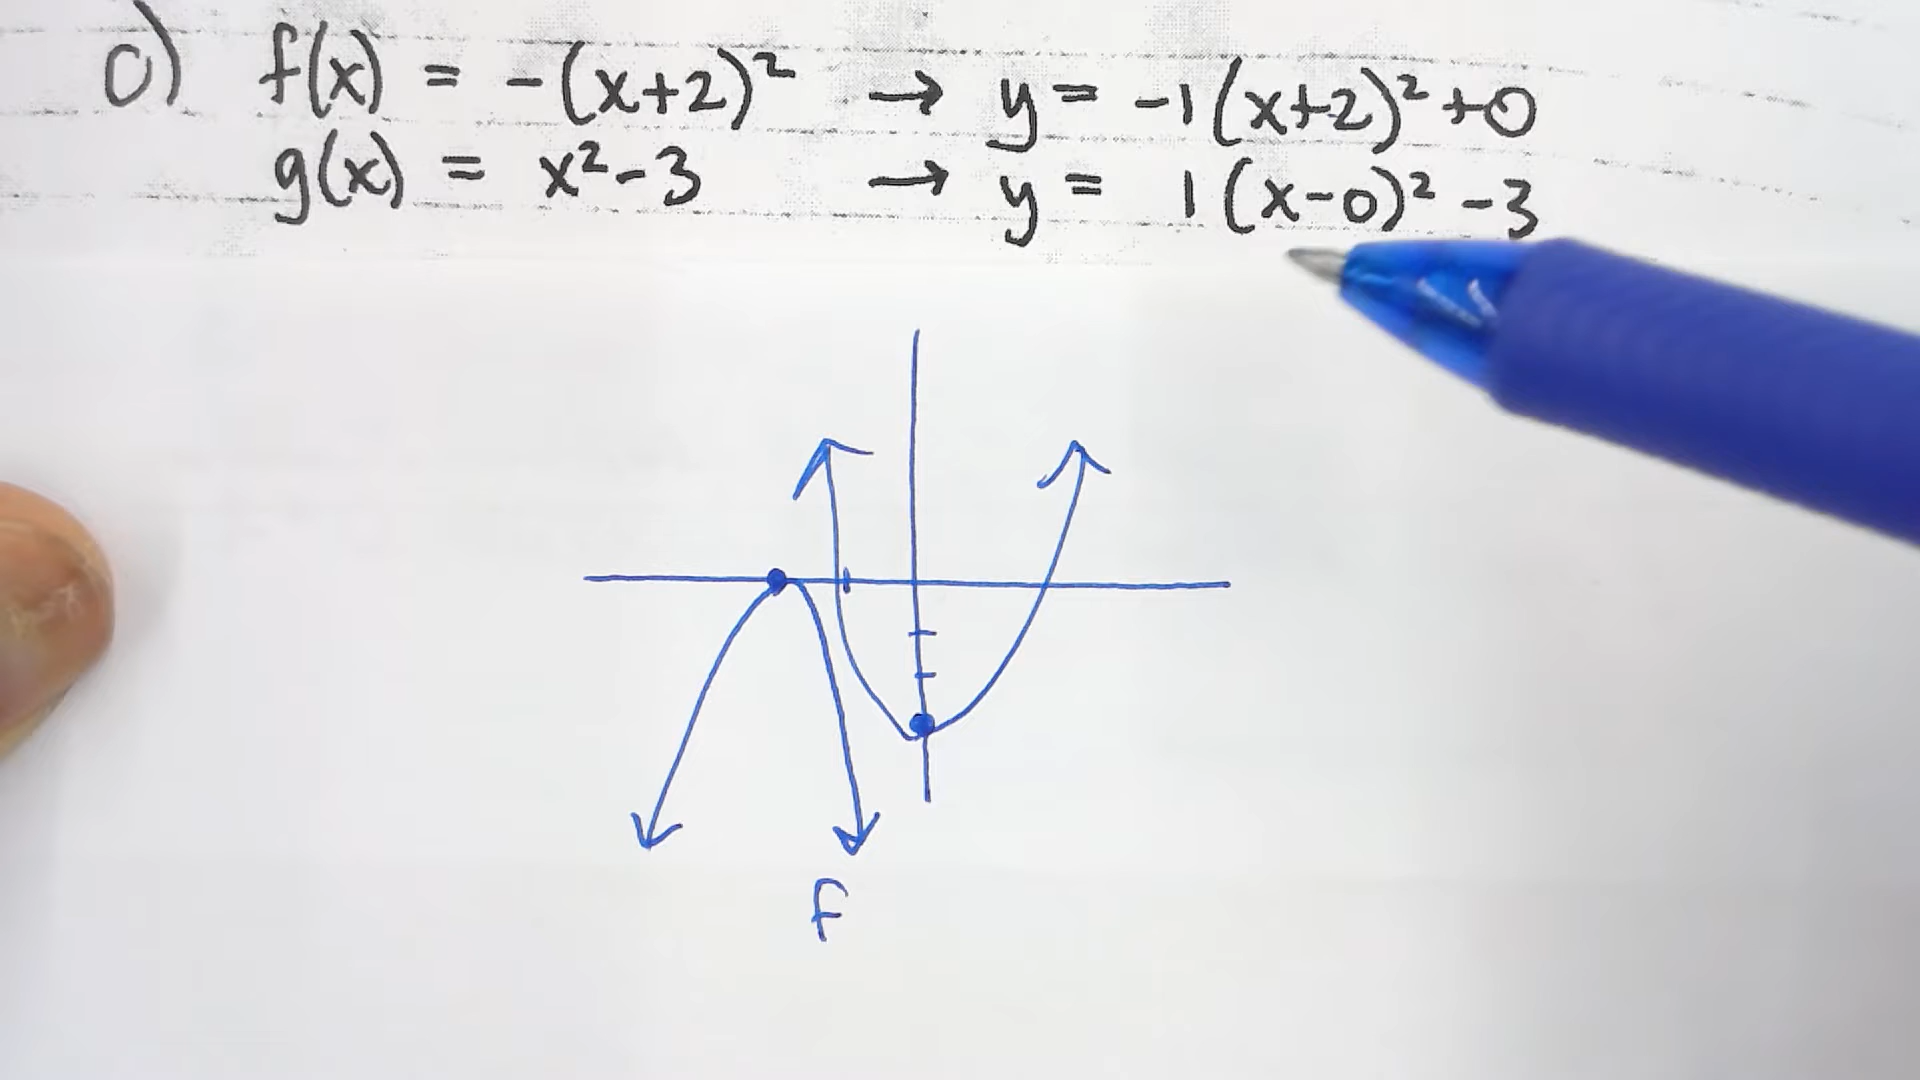 c) f(x) = -(x+2)² → y = -1(x+2)² +0
g(x) = x²-3 → y = 1(x-0)² -3
f